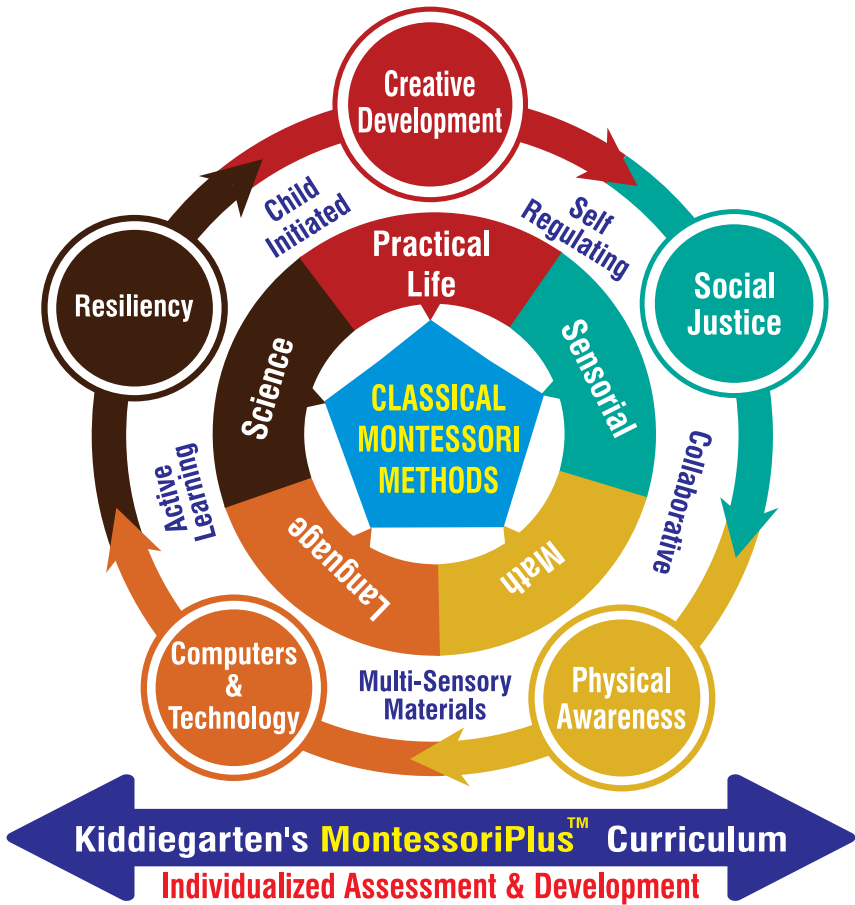 Creative
Development
Child
Initiated
Self
Regulating
Practical
Life
Resiliency
Social
Justice
Science
Sensorial
CLASSICAL
MONTESSORI
METHODS
Active
Learning
Collaborative
Language
Math
Computers
&
Technology
Multi-Sensory
Materials
Physical
Awareness
Kiddiegarten's MontessoriPlus™ Curriculum
Individualized Assessment & Development